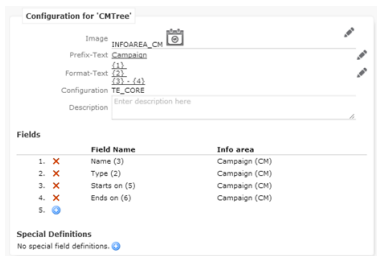 Configuration for 'CMTree'
Image INFOAREA_CM
Prefix-Text Campaign
Format-Text {1}
{2}
{3} - {4}
Configuration TE_CORE
Description Enter description here
Fields
Field Name Info area
1. Name (3) Campaign (CM)
2. Type (2) Campaign (CM)
3. Starts on (5) Campaign (CM)
4. Ends on (6) Campaign (CM)
5.
Special Definitions
No special field definitions.